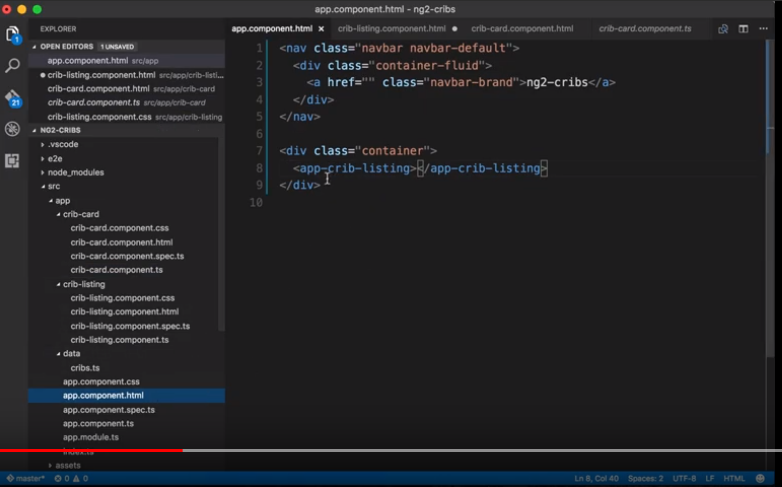 app.component.html - ng2-cribs
EXPLORER
OPEN EDITORS 1 UNSAVED
app.component.html src/app
crib-listing.component.html src/app/crib-listi...
crib-card.component.html src/app/crib-card
crib-card.component.ts src/app/crib-card
crib-listing.component.css src/app/crib-listing
NG2-CRIBS
.vscode
e2e
node_modules
src
app
crib-card
crib-card.component.css
crib-card.component.html
crib-card.component.spec.ts
crib-card.component.ts
crib-listing
crib-listing.component.css
crib-listing.component.html
crib-listing.component.spec.ts
crib-listing.component.ts
data
cribs.ts
app.component.css
app.component.html
app.component.spec.ts
app.component.ts
app.module.ts
index.ts
assets
1
21
app.component.html × crib-listing.component.html crib-card.component.html crib-card.component.ts ...
1 <nav class="navbar navbar-default">
2 <div class="container-fluid">
3 <a href="" class="navbar-brand">ng2-cribs</a>
4 </div>
5 </nav>
6
7 <div class="container">
8 <app-crib-listing></app-crib-listing>
9 </div>
10
master* 0 0 Ln 8, Col 40 Spaces: 2 UTF-8 LF HTML